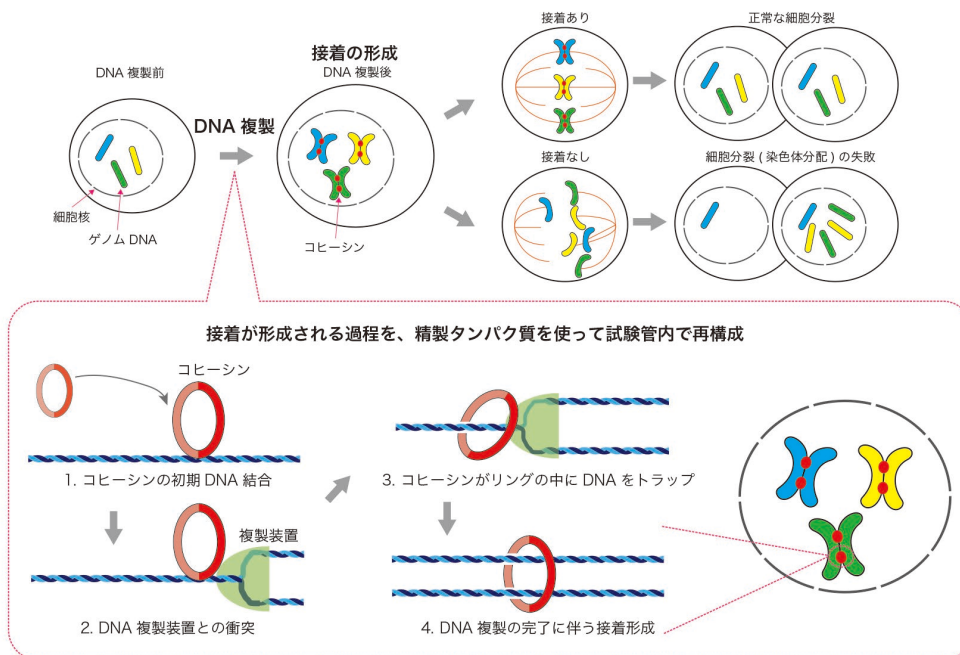 接着の形成
DNA 複製前
DNA 複製後
DNA 複製
細胞核
ゲノム DNA
コヒーシン
接着あり
正常な細胞分裂
接着なし
細胞分裂 ( 染色体分配 ) の失敗
接着が形成される過程を、精製タンパク質を使って試験管内で再構成
コヒーシン
1. コヒーシンの初期 DNA 結合
複製装置
2. DNA 複製装置との衝突
3. コヒーシンがリングの中に DNA をトラップ
4. DNA 複製の完了に伴う接着形成